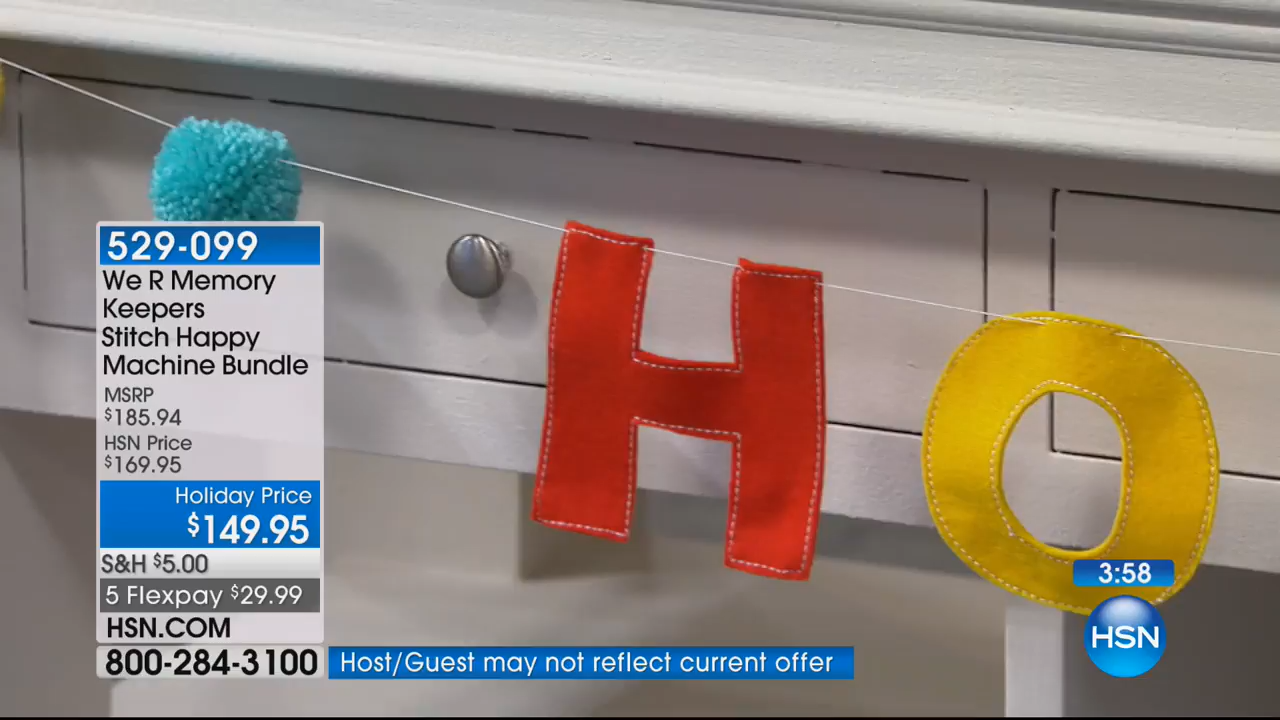 529-099
We R Memory
Keepers
Stitch Happy
Machine Bundle
MSRP
$185.94
HSN Price
$169.95
Holiday Price
$149.95
S&H $5.00
5 Flexpay $29.99
HSN.COM
800-284-3100
Host/Guest may not reflect current offer
H O
3:58
HSN